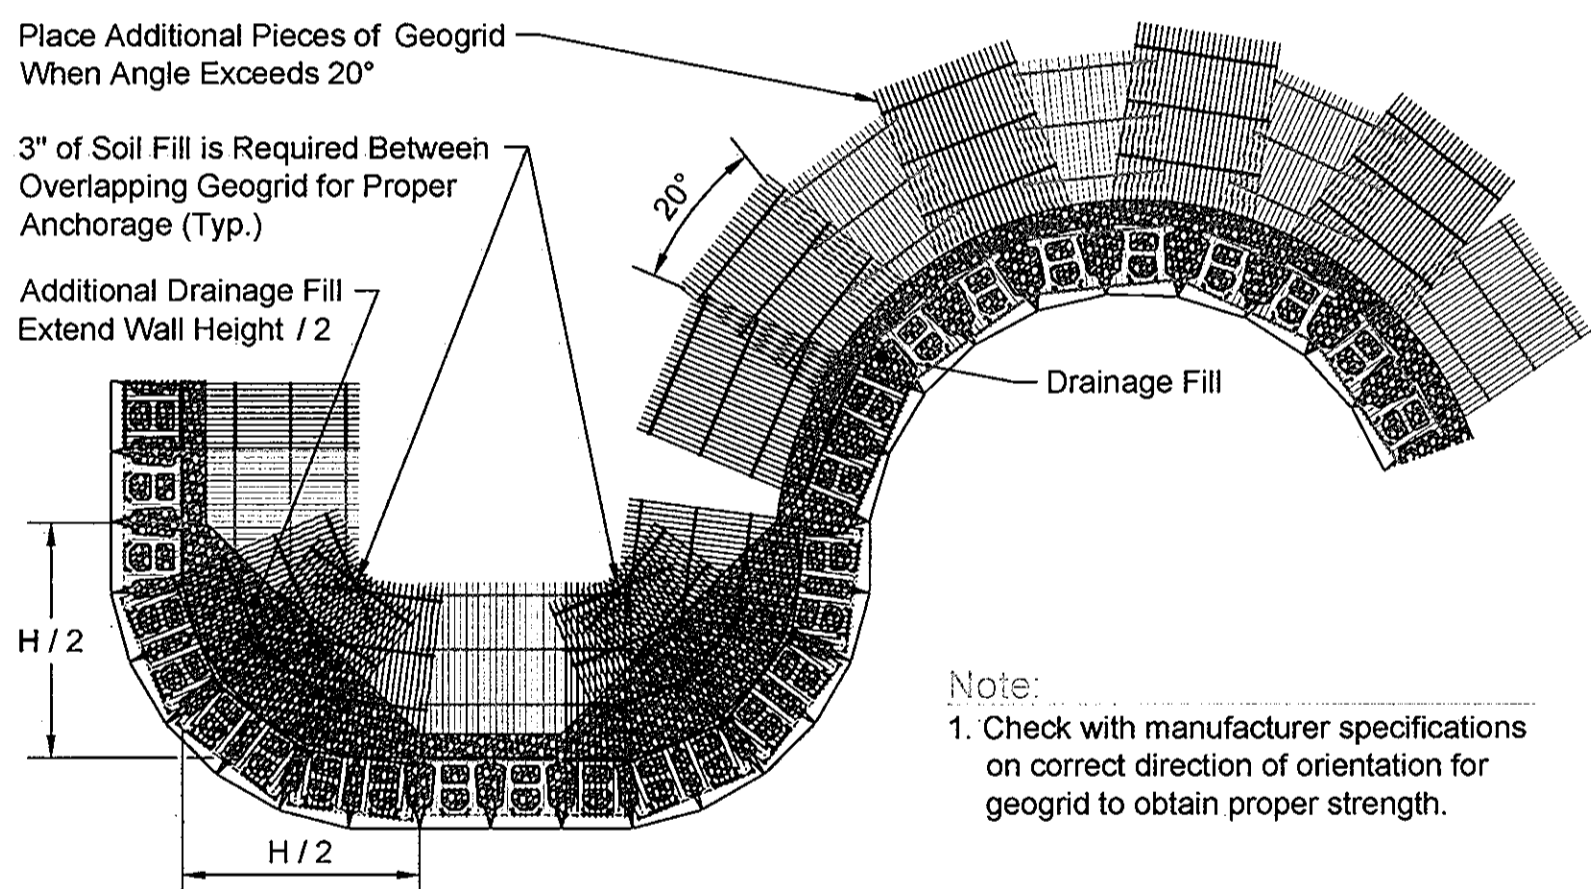 Place Additional Pieces of Geogrid
When Angle Exceeds 20°
3" of Soil Fill is Required Between
Overlapping Geogrid for Proper
Anchorage (Typ.)
Additional Drainage Fill
Extend Wall Height / 2
20°
Drainage Fill
H / 2
H / 2
Note:
1. Check with manufacturer specifications
on correct direction of orientation for
geogrid to obtain proper strength.